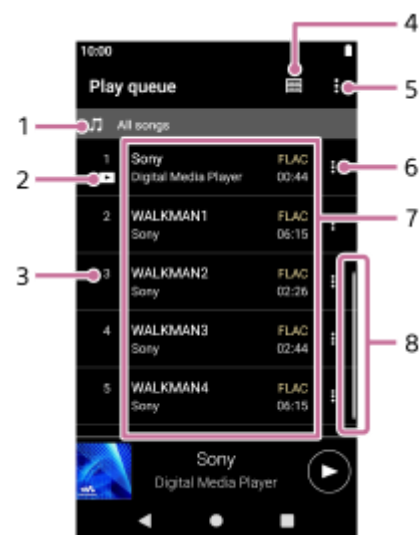 4
10:00
Play queue
5
1
All songs
1 Sony FLAC
6
2
Digital Media Player 00:44
7
2 WALKMAN1 FLAC
Sony 06:15
3
3 WALKMAN2 FLAC
Sony 02:26
8
4 WALKMAN3 FLAC
Sony 02:44
5 WALKMAN4 FLAC
Sony 06:15
Sony
Digital Media Player